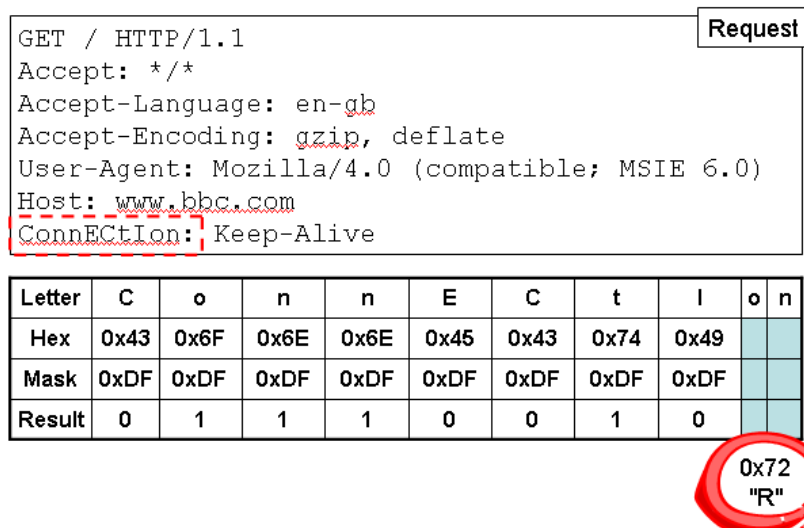 Request
GET / HTTP/1.1
Accept: */*
Accept-Language: en-gb
Accept-Encoding: gzip, deflate
User-Agent: Mozilla/4.0 (compatible; MSIE 6.0)
Host: www.bbc.com
ConnECtIon: Keep-Alive
Letter C o n n E C t I o n
Hex 0x43 0x6F 0x6E 0x6E 0x45 0x43 0x74 0x49
Mask 0xDF 0xDF 0xDF 0xDF 0xDF 0xDF 0xDF 0xDF
Result 0 1 1 1 0 0 1 0
0x72
"R"